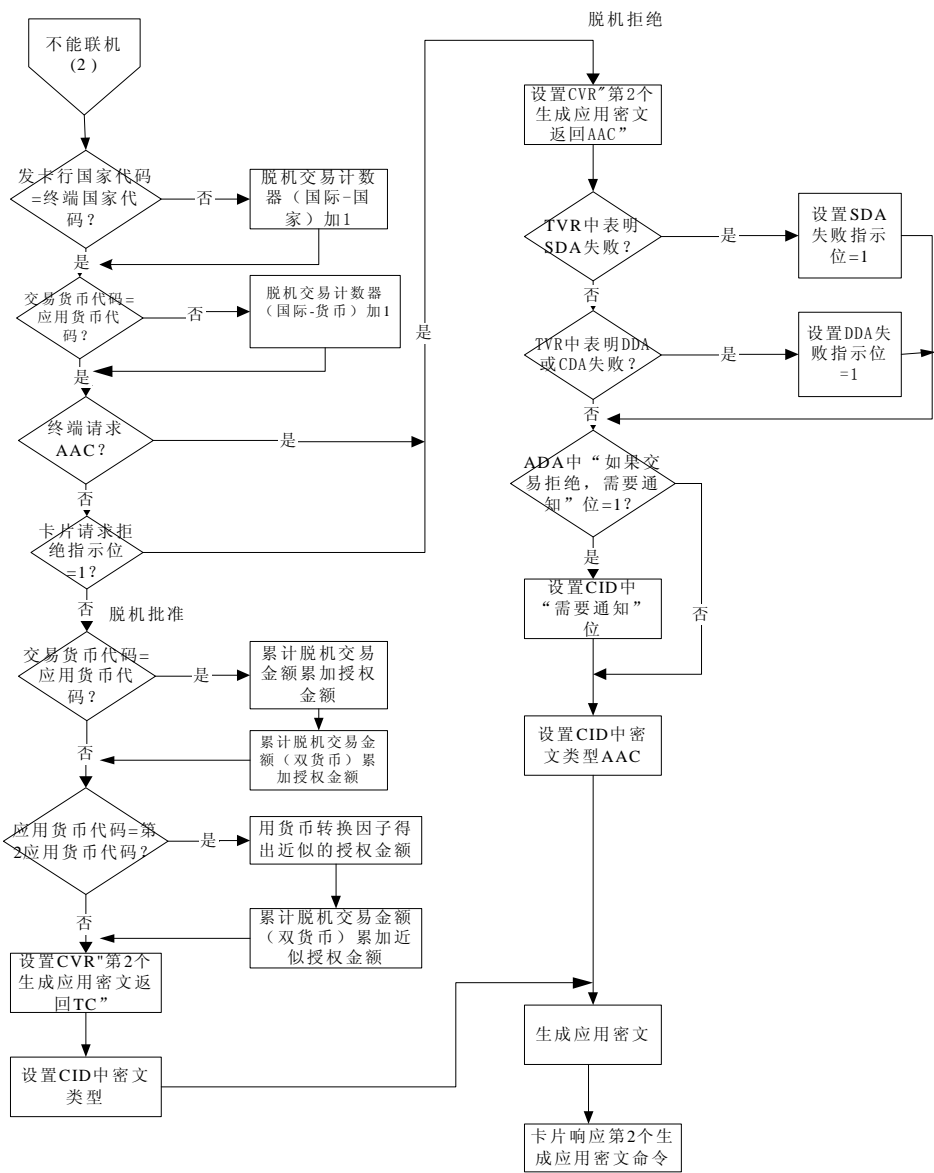 不能联机
(2)
发卡行国家代码
=终端国家代
码?
否
脱机交易计数
器（国际-国
家）加1
是
交易货币代码=
应用货币代
码?
否
脱机交易计数器
（国际-货币）加1
是
终端请求
AAC?
是
是
否
卡片请求拒
绝指示位
=1?
否
脱机批准
交易货币代码=
应用货币代
码?
是
累计脱机交易
金额累加授权
金额
累计脱机交易金
额（双货币）累
加授权金额
否
应用货币代码=第
2应用货币代码?
是
用货币转换因子得
出近似的授权金额
累计脱机交易金额
（双货币）累加近
似授权金额
否
设置CVR"第2个
生成应用密文返
回TC”
设置CID中密文
类型
脱机拒绝
设置CVR"第2个
生成应用密文
返回AAC”
TVR中表明
SDA失败?
是
设置SDA
失败指示
位=1
否
TVR中表明DDA
或CDA失败?
是
设置DDA失
败指示位
=1
否
ADA中“如果交
易拒绝，需要通
知”位=1?
是
否
设置CID中
“需要通知”
位
设置CID中密
文类型AAC
生成应用密文
卡片响应第2个生
成应用密文命令